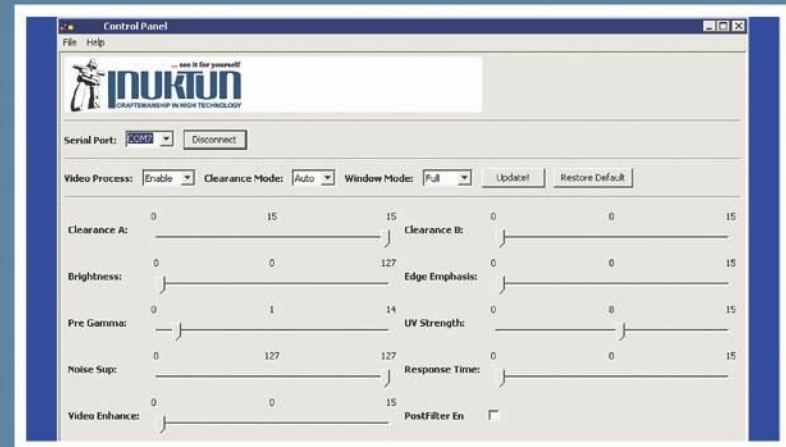 Control Panel
File Help
... see it for yourself
INUKTUN
CRAFTSMANSHIP IN HIGH TECHNOLOGY
Serial Port: COM7 Disconnect
Video Process: Enable Clearance Mode: Auto Window Mode: Full Update! Restore Default
0 15 15 0 0 15
Clearance A: Clearance B:
0 0 127 0 0 15
Brightness: Edge Emphasis:
0 1 14 0 8 15
Pre Gamma: UV Strength:
0 127 127 0 0 15
Noise Sup: Response Time:
0 0 15
Video Enhance: PostFilter En